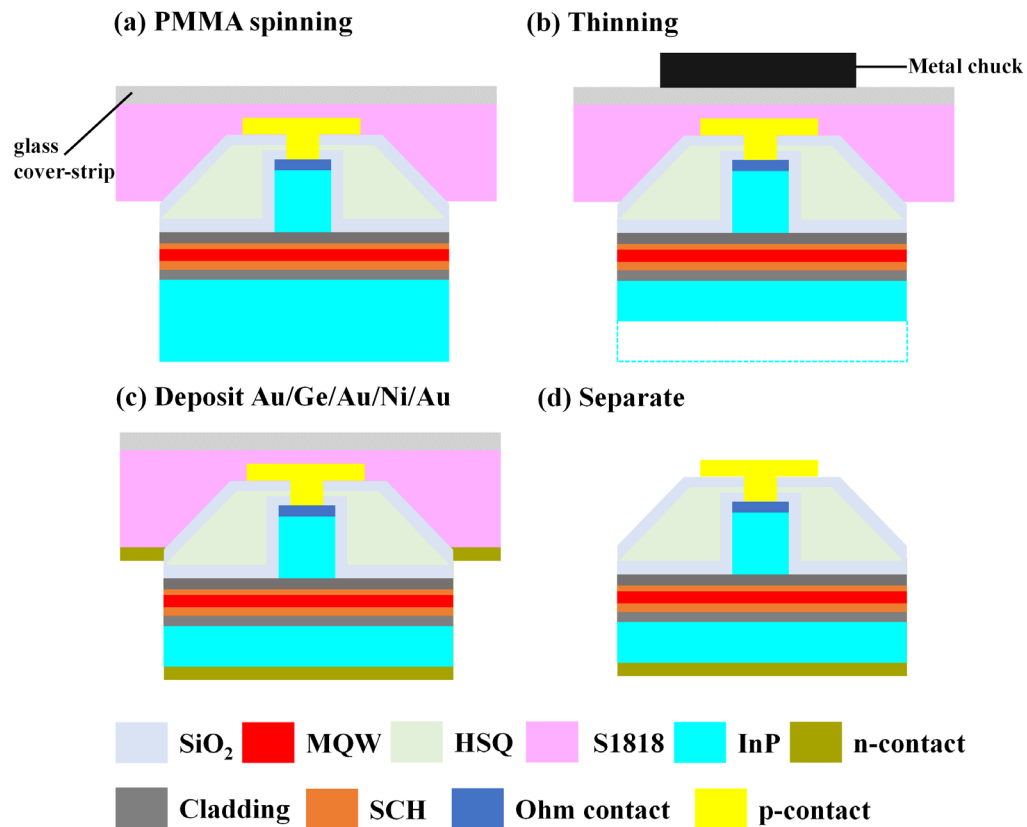 (a) PMMA spinning
(b) Thinning
Metal chuck
glass
cover-strip
(c) Deposit Au/Ge/Au/Ni/Au
(d) Separate
SiO₂ MQW HSQ S1818 InP n-contact
Cladding SCH Ohm contact p-contact